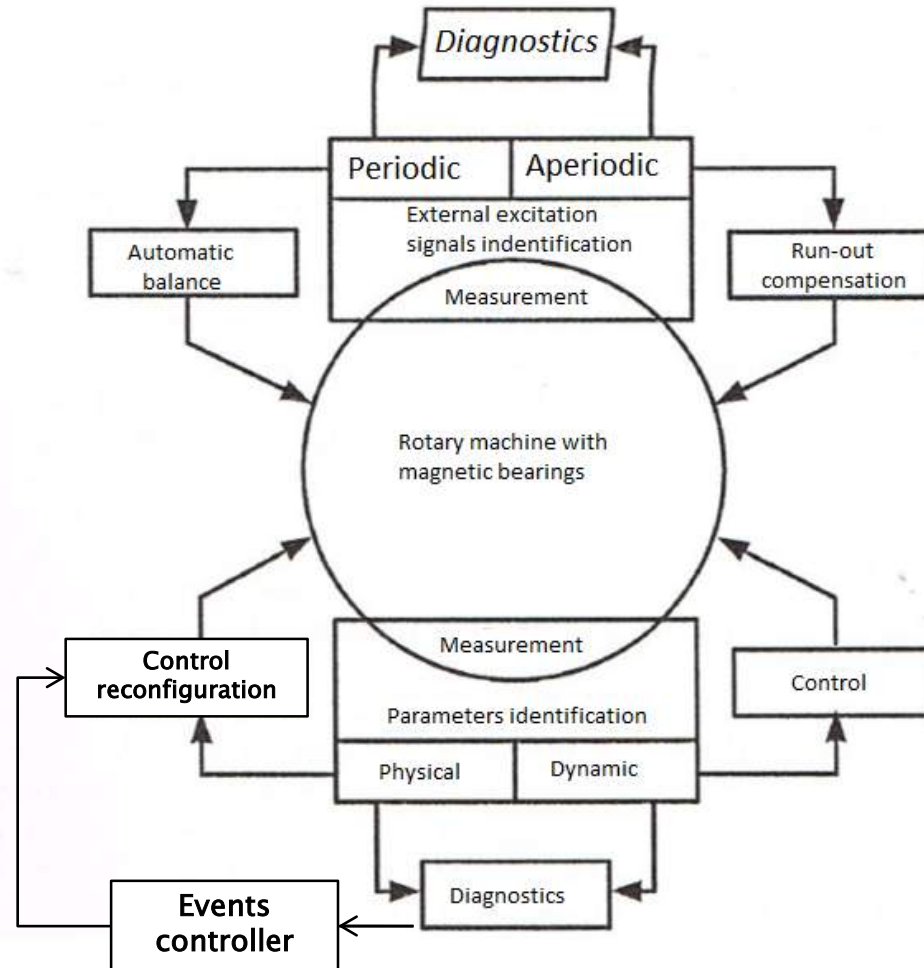 Diagnostics
Periodic
Aperiodic
External excitation
signals indentification
Measurement
Automatic
balance
Run-out
compensation
Rotary machine with
magnetic bearings
Measurement
Control
reconfiguration
Control
Parameters identification
Physical
Dynamic
Diagnostics
Events
controller